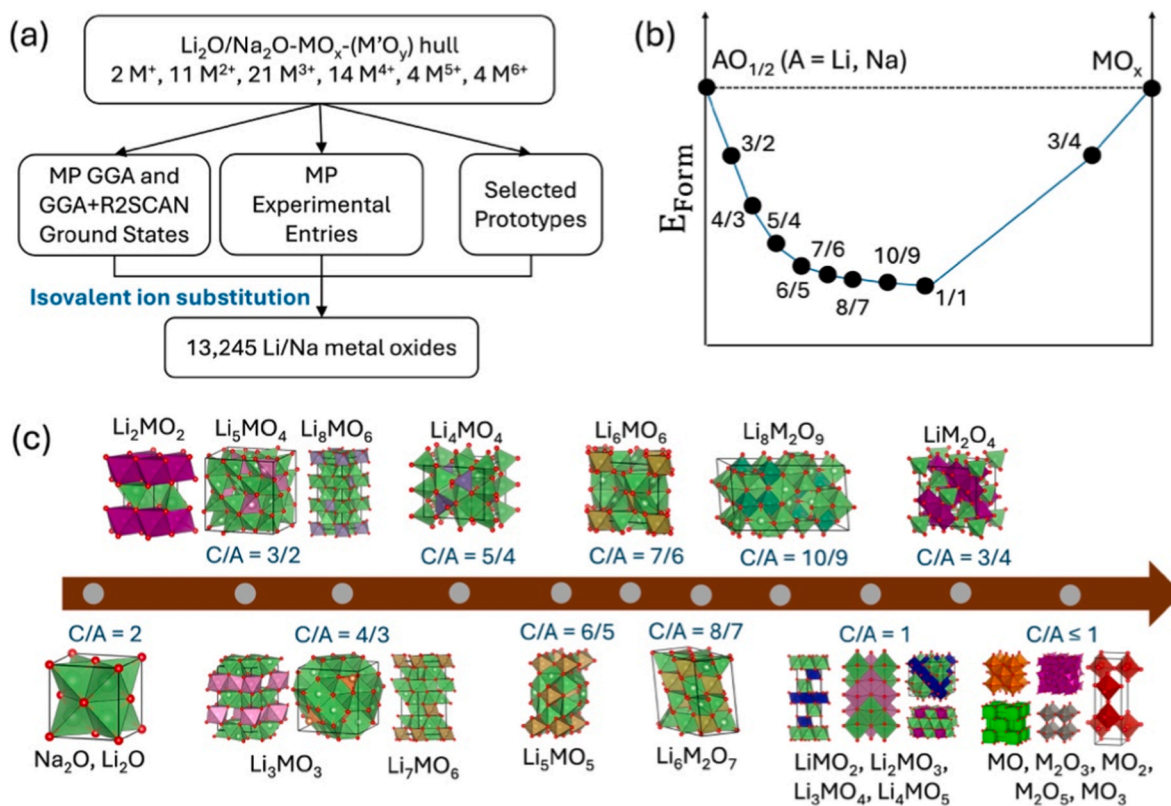 (a)
Li₂O/Na₂O-MOₓ-(M'Oᵧ) hull
2 M⁺, 11 M²⁺, 21 M³⁺, 14 M⁴⁺, 4 M⁵⁺, 4 M⁶⁺
MP GGA and
GGA+R2SCAN
Ground States
MP
Experimental
Entries
Selected
Prototypes
Isovalent ion substitution
13,245 Li/Na metal oxides
(b)
AO₁/₂ (A = Li, Na)
MOₓ
E_Form
3/2
4/3
5/4
6/5
7/6
8/7
10/9
1/1
3/4
(c)
Li₂MO₂
Li₅MO₄
Li₈MO₆
Li₄MO₄
Li₆MO₆
Li₈M₂O₉
LiM₂O₄
C/A = 3/2
C/A = 5/4
C/A = 7/6
C/A = 10/9
C/A = 3/4
C/A = 2
C/A = 4/3
C/A = 6/5
C/A = 8/7
C/A = 1
C/A ≤ 1
Na₂O, Li₂O
Li₃MO₃
Li₇MO₆
Li₅MO₅
Li₆M₂O₇
LiMO₂, Li₂MO₃,
Li₃MO₄, Li₄MO₅
MO, M₂O₃, MO₂,
M₂O₅, MO₃